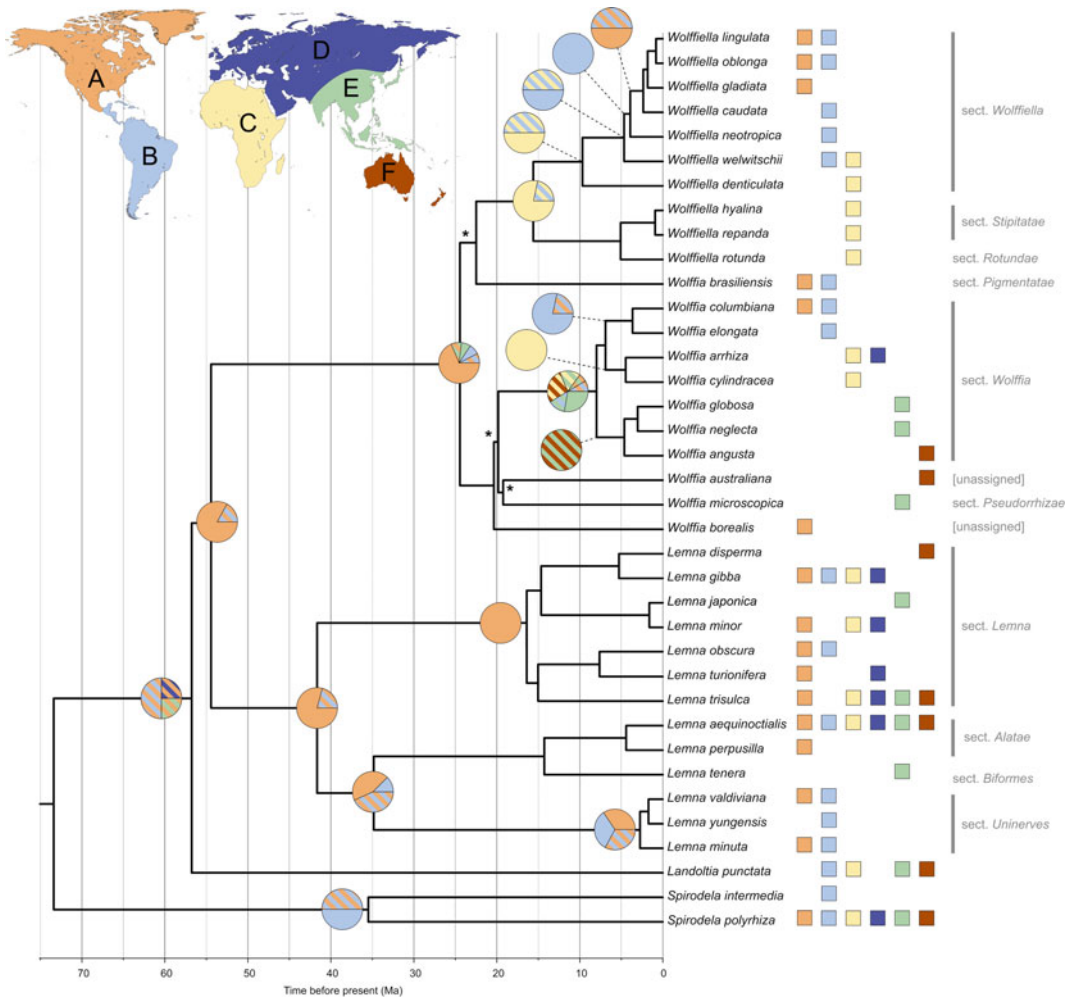 A
B
C
D
E
F
Wolffiella lingulata
Wolffiella oblonga
Wolffiella gladiata
Wolffiella caudata
Wolffiella neotropica
Wolffiella welwitschii
Wolffiella denticulata
sect. Wolffiella
Wolffiella hyalina
Wolffiella repanda
sect. Stipitatae
Wolffiella rotunda
sect. Rotundae
Wolffia brasiliensis
sect. Pigmentatae
Wolffia columbiana
Wolffia elongata
Wolffia arrhiza
Wolffia cylindracea
Wolffia globosa
Wolffia neglecta
Wolffia angusta
sect. Wolffia
Wolffia australiana
[unassigned]
Wolffia microscopica
sect. Pseudorrhizae
Wolffia borealis
[unassigned]
Lemna disperma
Lemna gibba
Lemna japonica
Lemna minor
Lemna obscura
Lemna turionifera
Lemna trisulca
sect. Lemna
Lemna aequinoctialis
Lemna perpusilla
sect. Alatae
Lemna tenera
sect. Biformes
Lemna valdiviana
Lemna yungensis
Lemna minuta
sect. Uninerves
Landoltia punctata
Spirodela intermedia
Spirodela polyrhiza
*
*
*
70 60 50 40 30 20 10 0
Time before present (Ma)